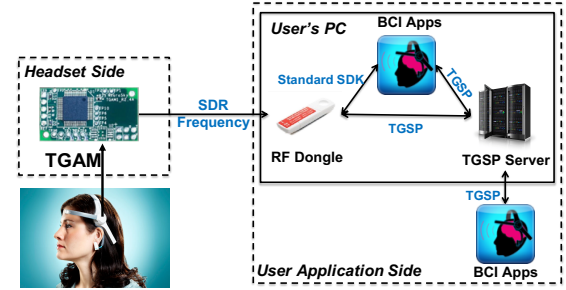 User's PC
BCI Apps
Headset Side
Standard SDK
TGSP
SDR
Frequency
TGSP
RF Dongle
TGSP Server
TGAM
TGSP
BCI Apps
User Application Side